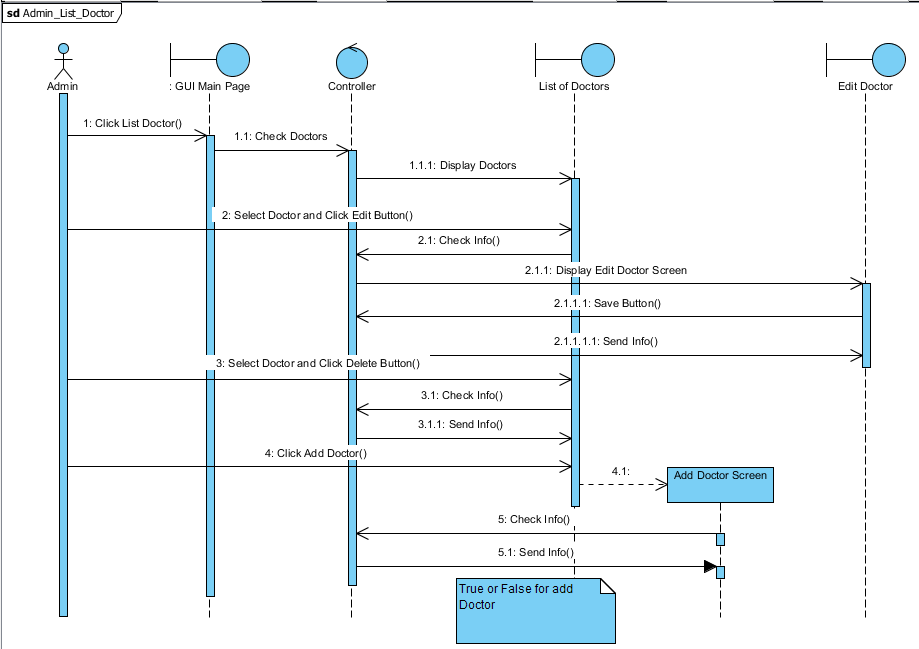 sd Admin_List_Doctor
Admin
: GUI Main Page
Controller
List of Doctors
Edit Doctor
1: Click List Doctor()
1.1: Check Doctors
1.1.1: Display Doctors
2: Select Doctor and Click Edit Button()
2.1: Check Info()
2.1.1: Display Edit Doctor Screen
2.1.1.1: Save Button()
2.1.1.1.1: Send Info()
3: Select Doctor and Click Delete Button()
3.1: Check Info()
3.1.1: Send Info()
4: Click Add Doctor()
4.1:
Add Doctor Screen
5: Check Info()
5.1: Send Info()
True or False for add
Doctor